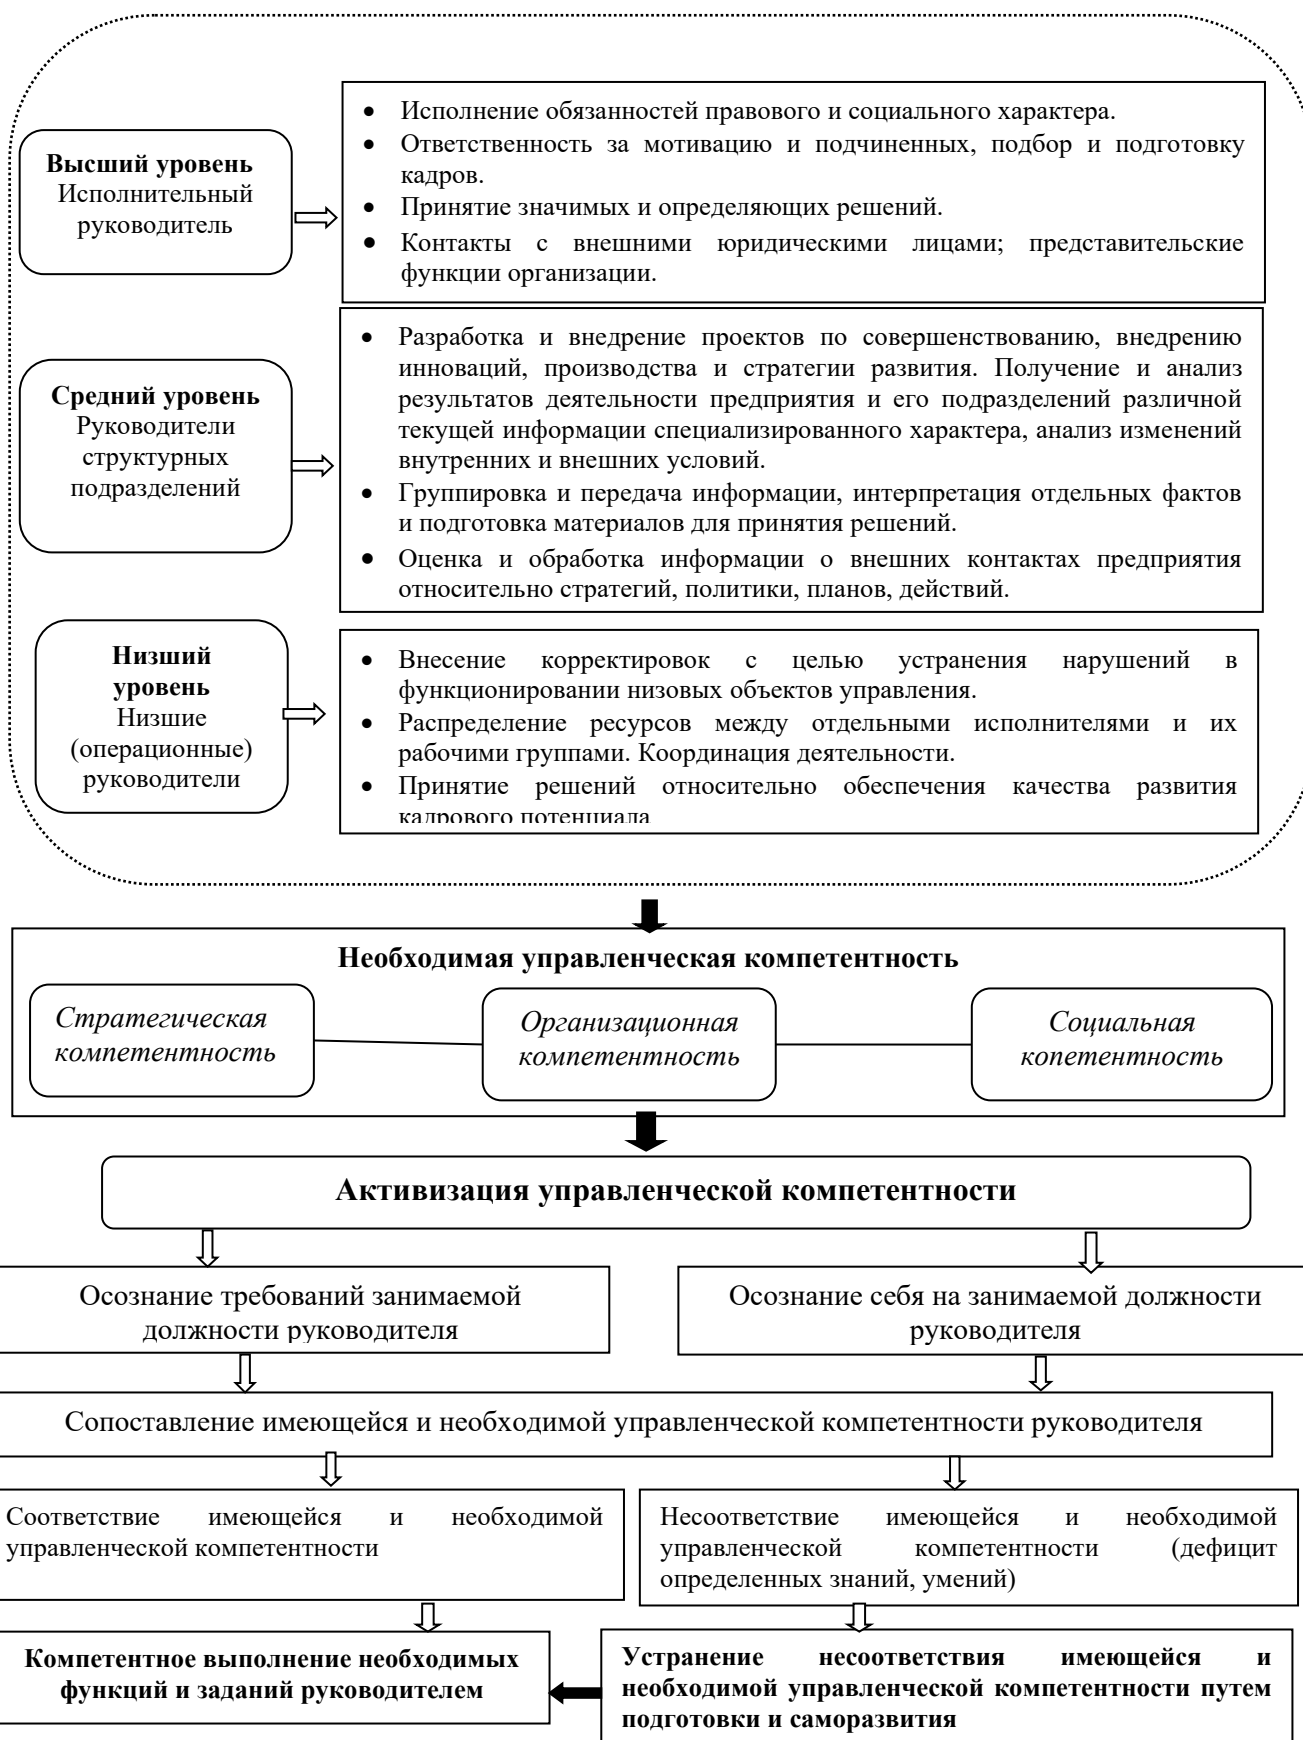 Высший уровень
Исполнительный
руководитель
• Исполнение обязанностей правового и социального характера.
• Ответственность за мотивацию и подчиненных, подбор и подготовку
кадров.
• Принятие значимых и определяющих решений.
• Контакты с внешними юридическими лицами; представительские
функции организации.
Средний уровень
Руководители
структурных
подразделений
• Разработка и внедрение проектов по совершенствованию, внедрению
инноваций, производства и стратегии развития. Получение и анализ
результатов деятельности предприятия и его подразделений различной
текущей информации специализированного характера, анализ изменений
внутренних и внешних условий.
• Группировка и передача информации, интерпретация отдельных фактов
и подготовка материалов для принятия решений.
• Оценка и обработка информации о внешних контактах предприятия
относительно стратегий, политики, планов, действий.
Низший
уровень
Низшие
(операционные)
руководители
• Внесение корректировок с целью устранения нарушений в
функционировании низовых объектов управления.
• Распределение ресурсов между отдельными исполнителями и их
рабочими группами. Координация деятельности.
• Принятие решений относительно обеспечения качества развития
кадрового потенциала
Необходимая управленческая компетентность
Стратегическая
компетентность
Организационная
компетентность
Социальная
копетентность
Активизация управленческой компетентности
Осознание требований занимаемой
должности руководителя
Осознание себя на занимаемой должности
руководителя
Сопоставление имеющейся и необходимой управленческой компетентности руководителя
Соответствие имеющейся и необходимой
управленческой компетентности
Несоответствие имеющейся и необходимой
управленческой компетентности (дефицит
определенных знаний, умений)
Компетентное выполнение необходимых
функций и заданий руководителем
Устранение несоответствия имеющейся и
необходимой управленческой компетентности путем
подготовки и саморазвития